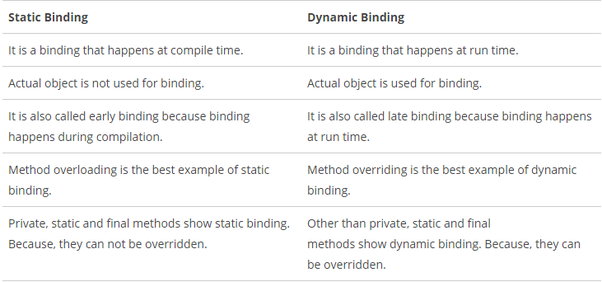 Static Binding
Dynamic Binding
It is a binding that happens at compile time.
It is a binding that happens at run time.
Actual object is not used for binding.
Actual object is used for binding.
It is also called early binding because binding
happens during compilation.
It is also called late binding because binding happens
at run time.
Method overloading is the best example of static
binding.
Method overriding is the best example of dynamic
binding.
Private, static and final methods show static binding.
Because, they can not be overridden.
Other than private, static and final
methods show dynamic binding. Because, they can
be overridden.